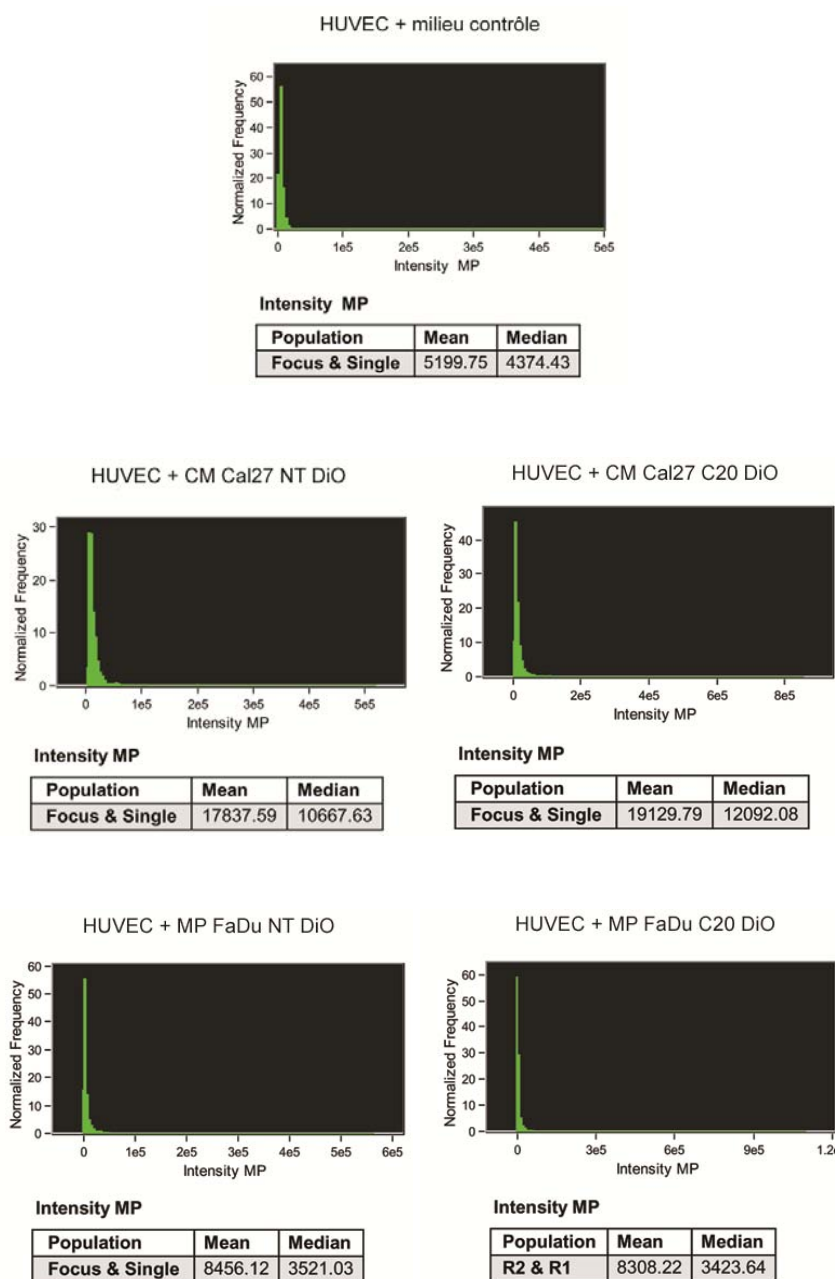 HUVEC + milieu contrôle
60
50
40
30
20
10
0
Normalized Frequency
0 1e5 2e5 3e5 4e5 5e5
Intensity MP
Intensity MP
Population Mean Median
Focus & Single 5199.75 4374.43
HUVEC + CM Cal27 NT DiO
30
20
10
0
Normalized Frequency
0 1e5 2e5 3e5 4e5 5e5
Intensity MP
Intensity MP
Population Mean Median
Focus & Single 17837.59 10667.63
HUVEC + CM Cal27 C20 DiO
40
30
20
10
0
Normalized Frequency
0 2e5 4e5 6e5 8e5
Intensity MP
Intensity MP
Population Mean Median
Focus & Single 19129.79 12092.08
HUVEC + MP FaDu NT DiO
60
50
40
30
20
10
0
Normalized Frequency
0 1e5 2e5 3e5 4e5 5e5 6e5
Intensity MP
Intensity MP
Population Mean Median
Focus & Single 8456.12 3521.03
HUVEC + MP FaDu C20 DiO
60
50
40
30
20
10
0
Normalized Frequency
0 3e5 6e5 9e5
Intensity MP
Intensity MP
Population Mean Median
R2 & R1 8308.22 3423.64